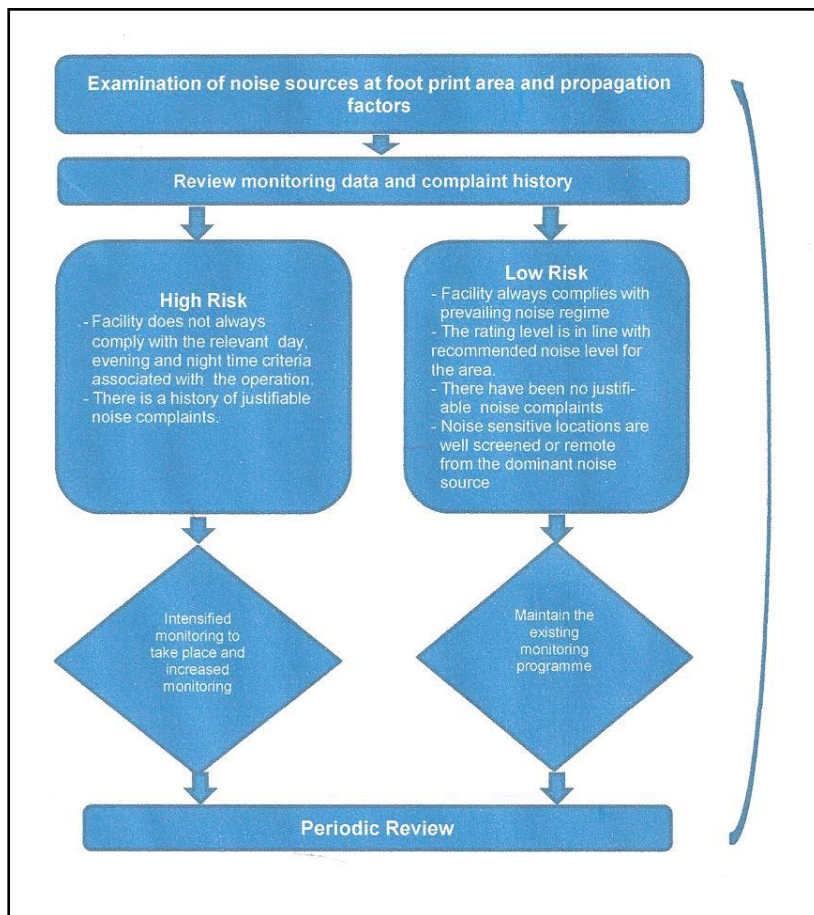 Examination of noise sources at foot print area and propagation
factors
Review monitoring data and complaint history
High Risk
- Facility does not always
comply with the relevant day,
evening and night time criteria
associated with the operation.
- There is a history of justifiable
noise complaints.
Low Risk
- Facility always complies with
prevailing noise regime
- The rating level is in line with
recommended noise level for
the area.
- There have been no justifi-
able noise complaints
- Noise sensitive locations are
well screened or remote
from the dominant noise
source
Intensified
monitoring to
take place and
increased
monitoring
Maintain the
existing
monitoring
programme
Periodic Review